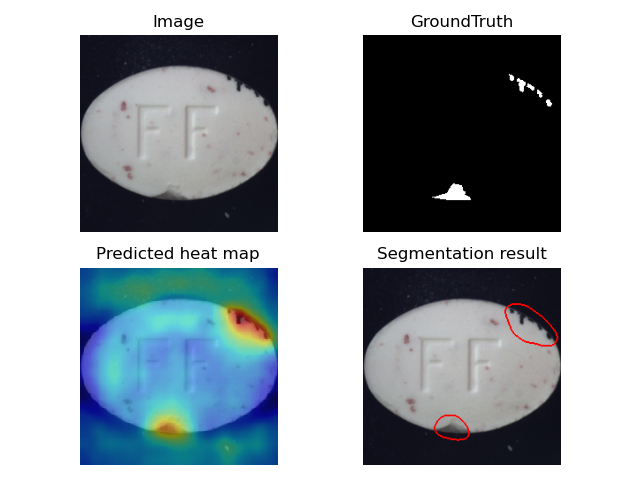 Image
GroundTruth
FF
Predicted heat map
Segmentation result
FF
FF